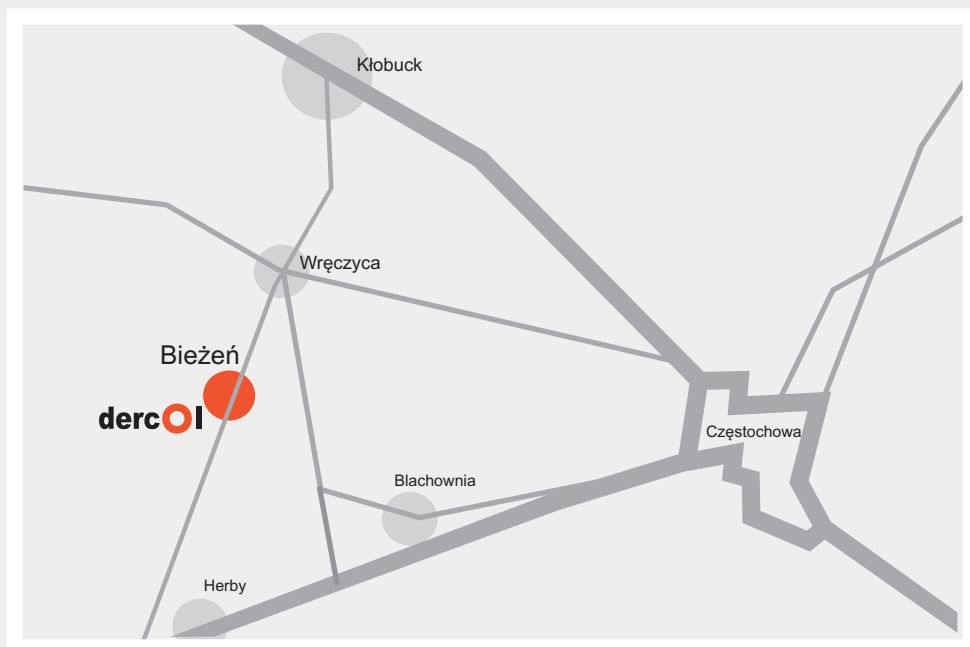 Kłobuck
Wręczyca
Bieżeń
dercol
Częstochowa
Blachownia
Herby